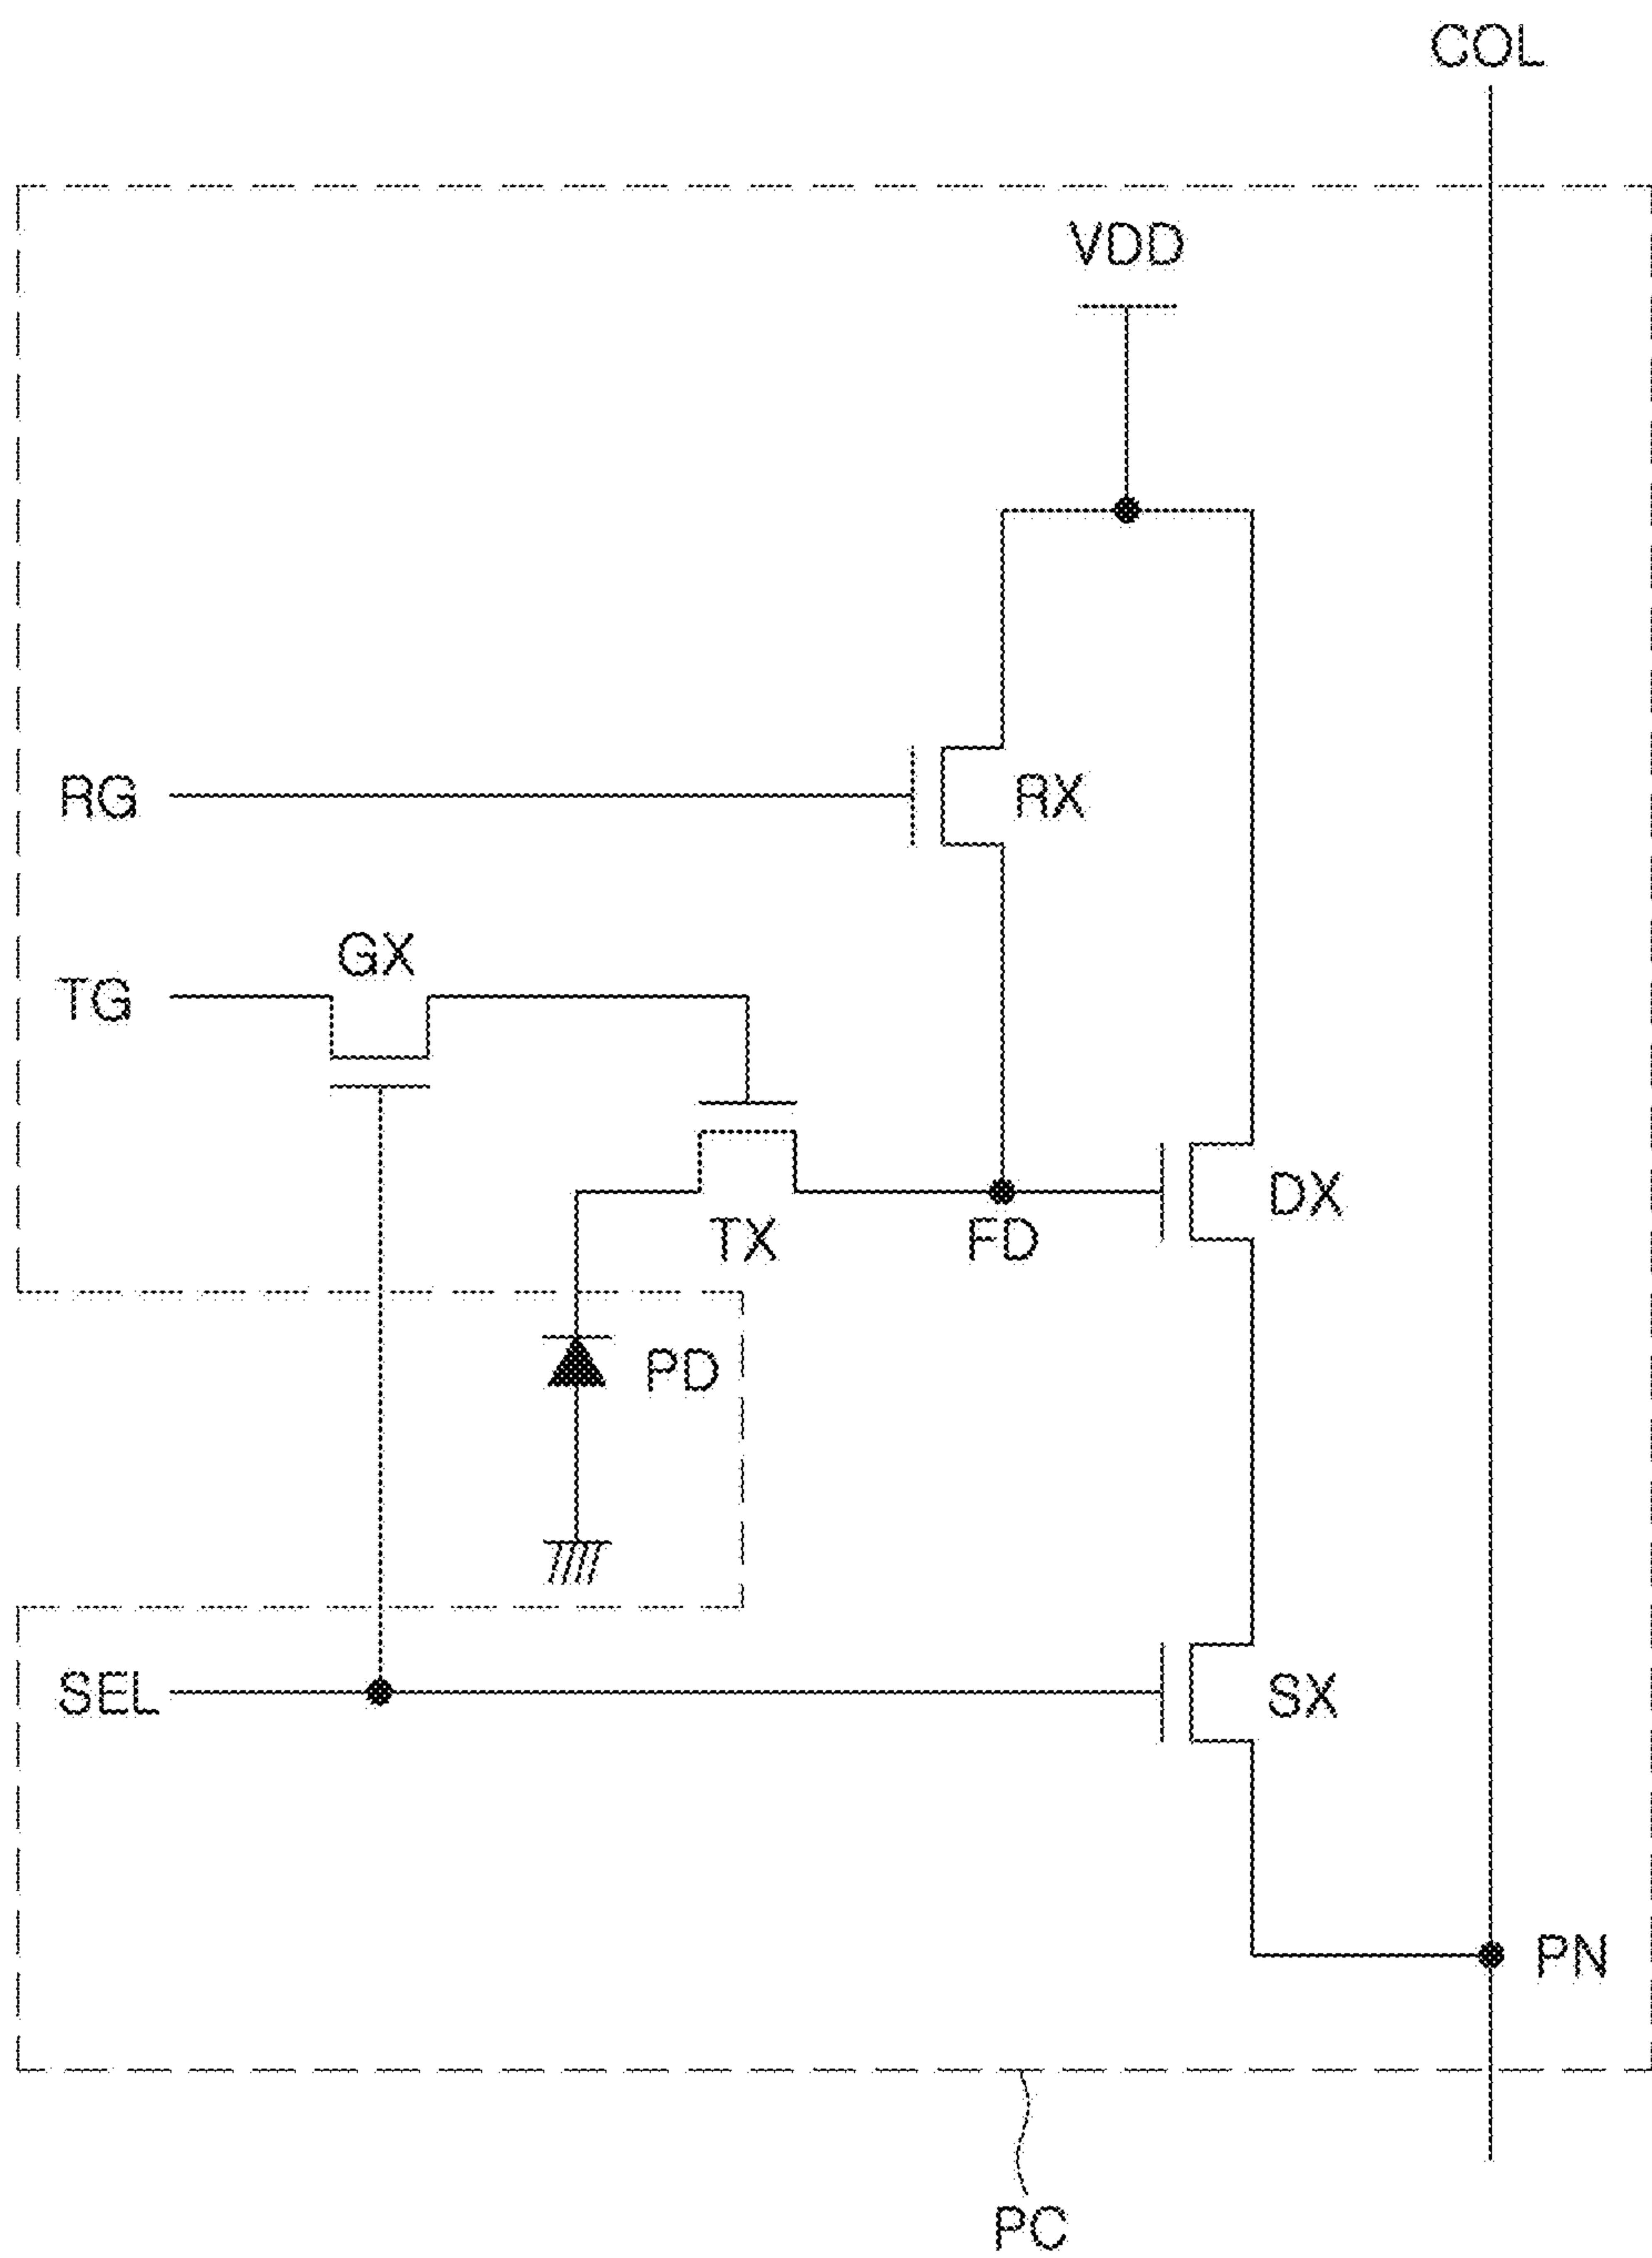 COL
VDD
RG
RX
GX
TG
DX
TX
FD
PD
SEL
SX
PN
PC